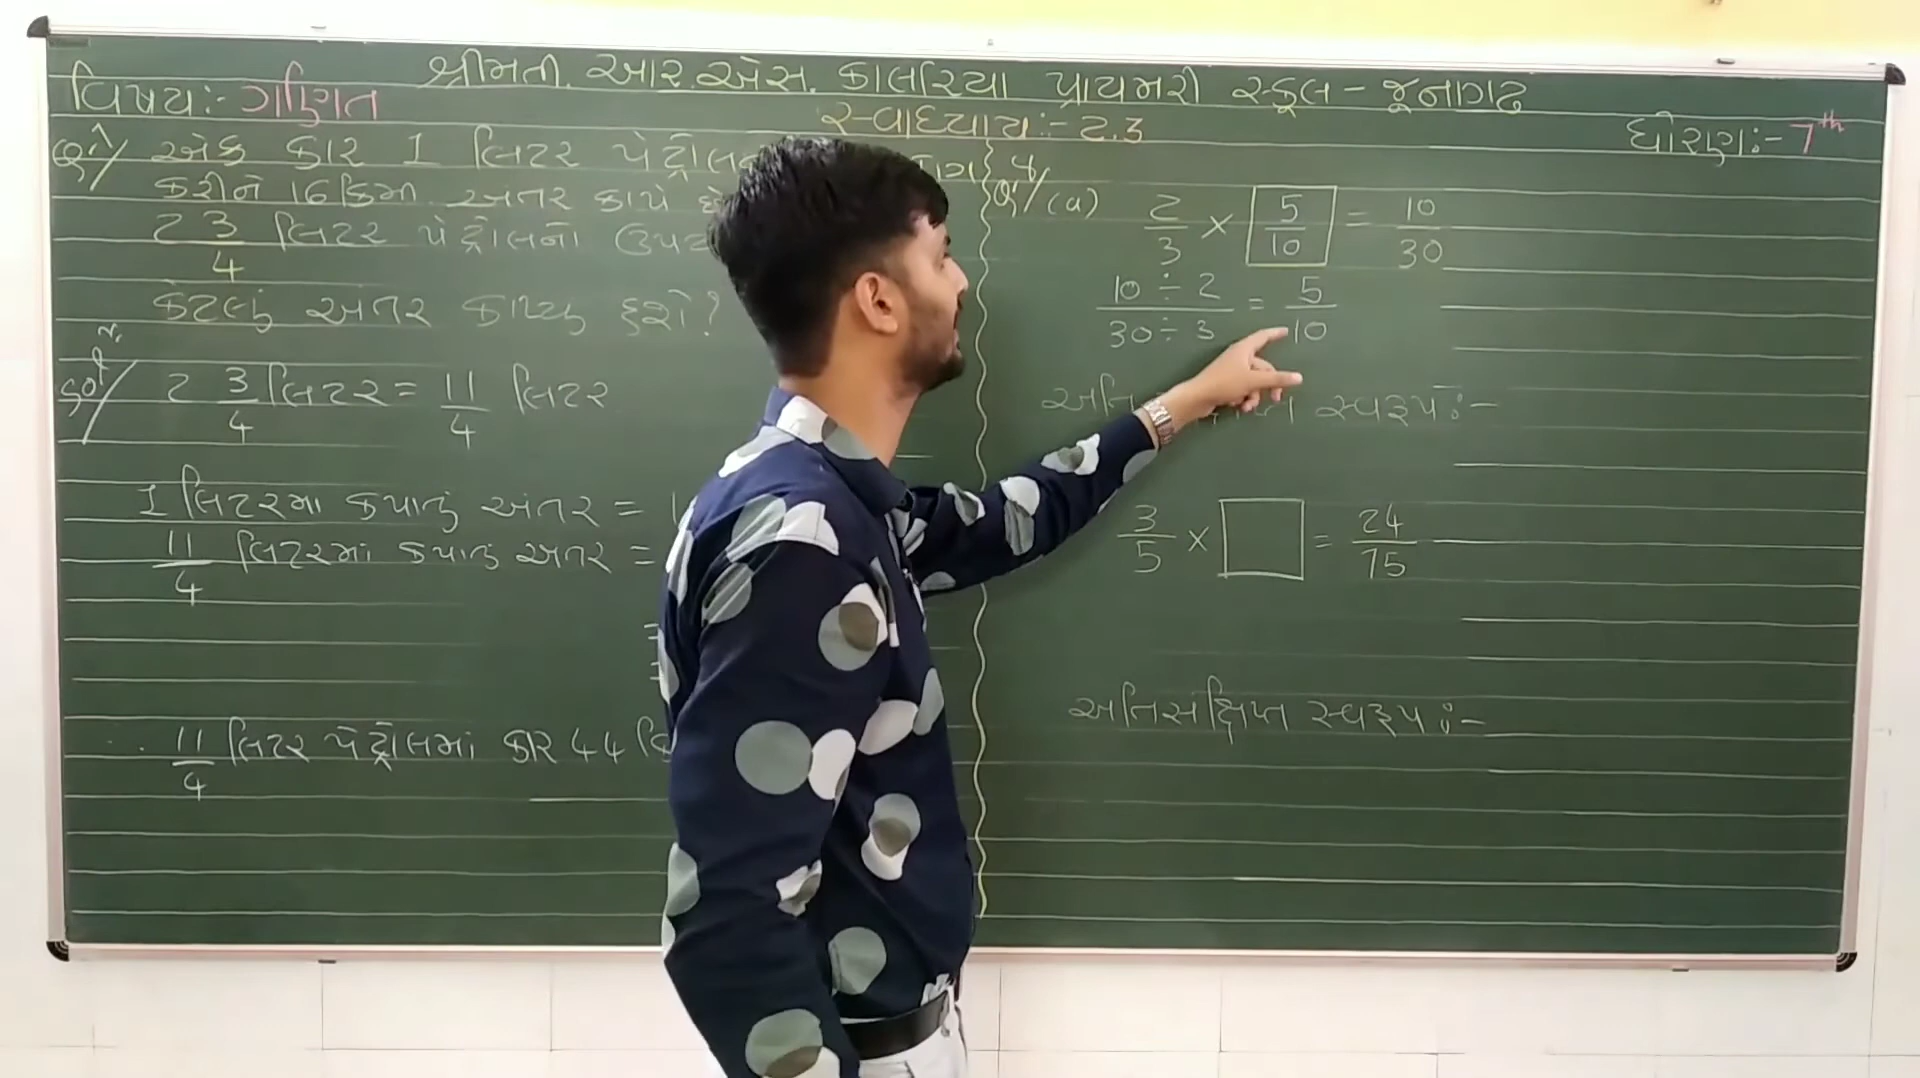 શ્રીમતી. આર. એસ. કાલરિયા પ્રાયમરી સ્કૂલ - જૂનાગઢ
વિષય:- ગણિત
સ્વાધ્યાય:- 2.3
ધોરણ:- 7th
એક કાર 1 લિટર પેટ્રોલનો
કરીને 16 કિમી. અંતર કાપે
2 3/4 લિટર પેટ્રોલનો
કેટલું અંતર કાપ્યું હશે?
soln. 2 3/4 લિટર = 11/4 લિટર
1 લિટરમાં કપાતું અંતર =
11/4 લિટરમાં કપાતું અંતર =
11/4 લિટર પેટ્રોલમાં કાર 44
(a) 2/3 × 5/10 = 10/30
10 ÷ 2 / 30 ÷ 3 = 5/10
સ્વરૂપ:-
3/5 × □ = 24/75
અતિસંક્ષિપ્ત સ્વરૂપ:-